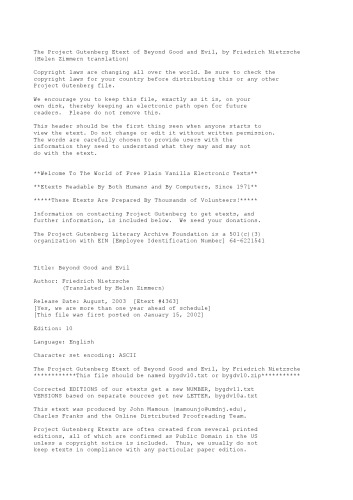 The Project Gutenberg Etext of Beyond Good and Evil, by Friedrich Nietzsche
(Helen Zimmern translation)
Copyright laws are changing all over the world. Be sure to check the
copyright laws for your country before distributing this or any other
Project Gutenberg file.
We encourage you to keep this file, exactly as it is, on your
own disk, thereby keeping an electronic path open for future
readers.  Please do not remove this.
This header should be the first thing seen when anyone starts to
view the etext. Do not change or edit it without written permission.
The words are carefully chosen to provide users with the
information they need to understand what they may and may not
do with the etext.
**Welcome To The World of Free Plain Vanilla Electronic Texts**
**Etexts Readable By Both Humans and By Computers, Since 1971**
*****These Etexts Are Prepared By Thousands of Volunteers!*****
Information on contacting Project Gutenberg to get etexts, and
further information, is included below.  We need your donations.
The Project Gutenberg Literary Archive Foundation is a 501(c)(3)
organization with EIN [Employee Identification Number] 64-6221541
Title: Beyond Good and Evil
Author: Friedrich Nietzsche
(Translated by Helen Zimmern)
Release Date: August, 2003  [Etext #4363]
[Yes, we are more than one year ahead of schedule]
[This file was first posted on January 15, 2002]
Edition: 10
Language: English
Character set encoding: ASCII
The Project Gutenberg Etext of Beyond Good and Evil, by Friedrich Nietzsche
************This file should be named bygdv10.txt or bygdv10.zip***********
Corrected EDITIONS of our etexts get a new NUMBER, bygdv11.txt
VERSIONS based on separate sources get new LETTER, bygdv10a.txt
This etext was produced by John Mamoun (mamounjo@umdnj.edu),
Charles Franks and the Online Distributed Proofreading Team.
Project Gutenberg Etexts are often created from several printed
editions, all of which are confirmed as Public Domain in the US
unless a copyright notice is included.  Thus, we usually do not
keep etexts in compliance with any particular paper edition.